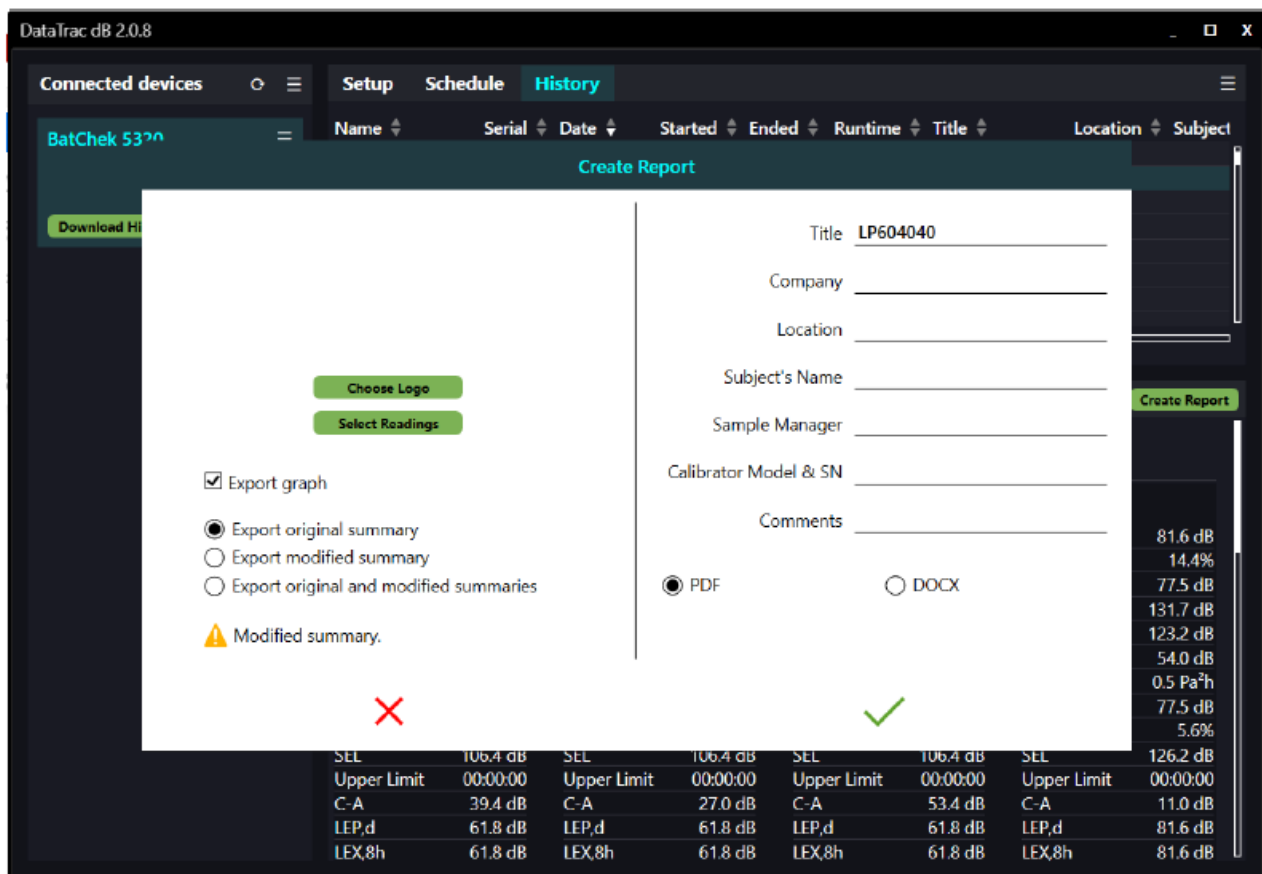 DataTrac dB 2.0.8
Connected devices
Setup Schedule History
BatChek
Name Serial Date Started Ended Runtime Title Location Subject
Create Report
Download
Title LP604040
Company
Location
Subject's Name
Sample Manager
Calibrator Model & SN
Comments
PDF DOCX
Choose Logo
Select Readings
Export graph
Export original summary
Export modified summary
Export original and modified summaries
Modified summary.
Create Report
81.6 dB
14.4%
77.5 dB
131.7 dB
123.2 dB
54.0 dB
0.5 Pa²h
77.5 dB
5.6%
SEL 106.4 dB SEL 106.4 dB SEL 106.4 dB SEL 126.2 dB
Upper Limit 00:00:00 Upper Limit 00:00:00 Upper Limit 00:00:00 Upper Limit 00:00:00
C-A 39.4 dB C-A 27.0 dB C-A 53.4 dB C-A 11.0 dB
LEP,d 61.8 dB LEP,d 61.8 dB LEP,d 61.8 dB LEP,d 81.6 dB
LEX,8h 61.8 dB LEX,8h 61.8 dB LEX,8h 61.8 dB LEX,8h 81.6 dB